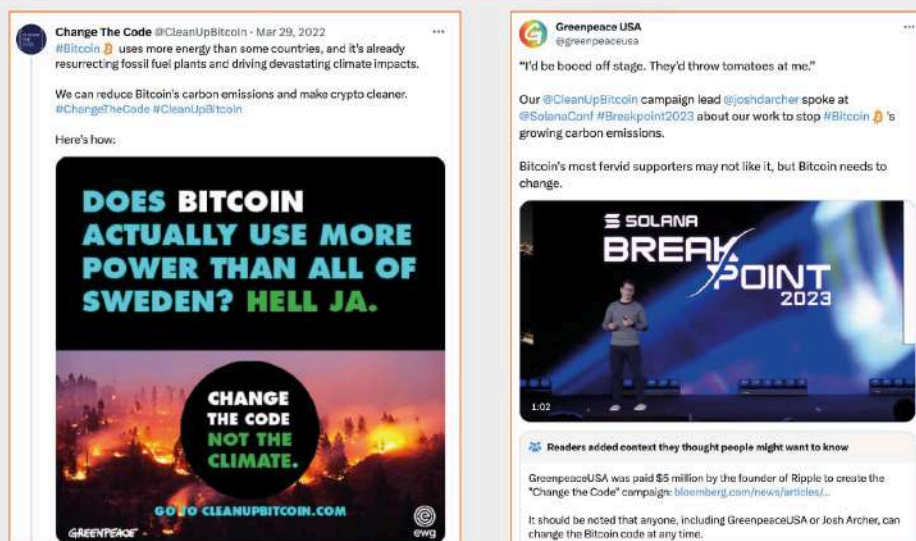 Change The Code @CleanUpBitcoin · Mar 29, 2022
#Bitcoin uses more energy than some countries, and it's already
resurrecting fossil fuel plants and driving devastating climate impacts.
We can reduce Bitcoin's carbon emissions and make crypto cleaner.
#ChangeTheCode #CleanUpBitcoin
Here's how:
DOES BITCOIN
ACTUALLY USE MORE
POWER THAN ALL OF
SWEDEN? HELL JA.
CHANGE
THE CODE
NOT THE
CLIMATE.
GO TO CLEANUPBITCOIN.COM
GREENPEACE
ewg
Greenpeace USA
@greenpeaceusa
"I'd be booed off stage. They'd throw tomatoes at me."
Our @CleanUpBitcoin campaign lead @joshdarcher spoke at
@SolanaConf #Breakpoint2023 about our work to stop #Bitcoin 's
growing carbon emissions.
Bitcoin's most fervid supporters may not like it, but Bitcoin needs to
change.
SOLANA
BREAK
POINT
2023
1:02
Readers added context they thought people might want to know
GreenpeaceUSA was paid $5 million by the founder of Ripple to create the
"Change the Code" campaign: bloomberg.com/news/articles/...
It should be noted that anyone, including GreenpeaceUSA or Josh Archer, can
change the Bitcoin code at any time.